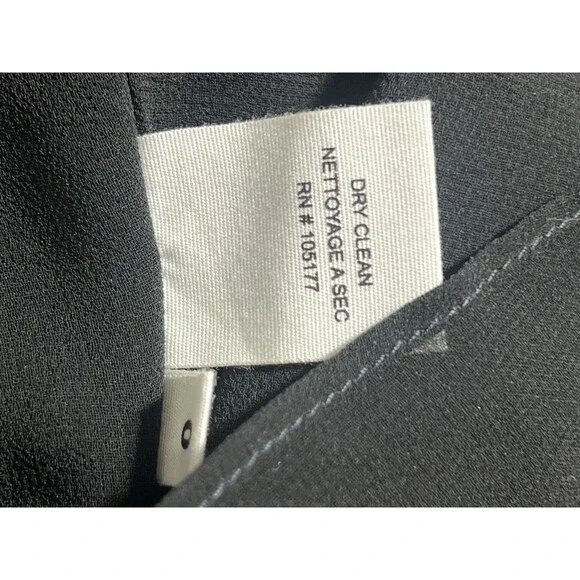 DRY CLEAN
NETTOYAGE A SEC
RN # 105177
0